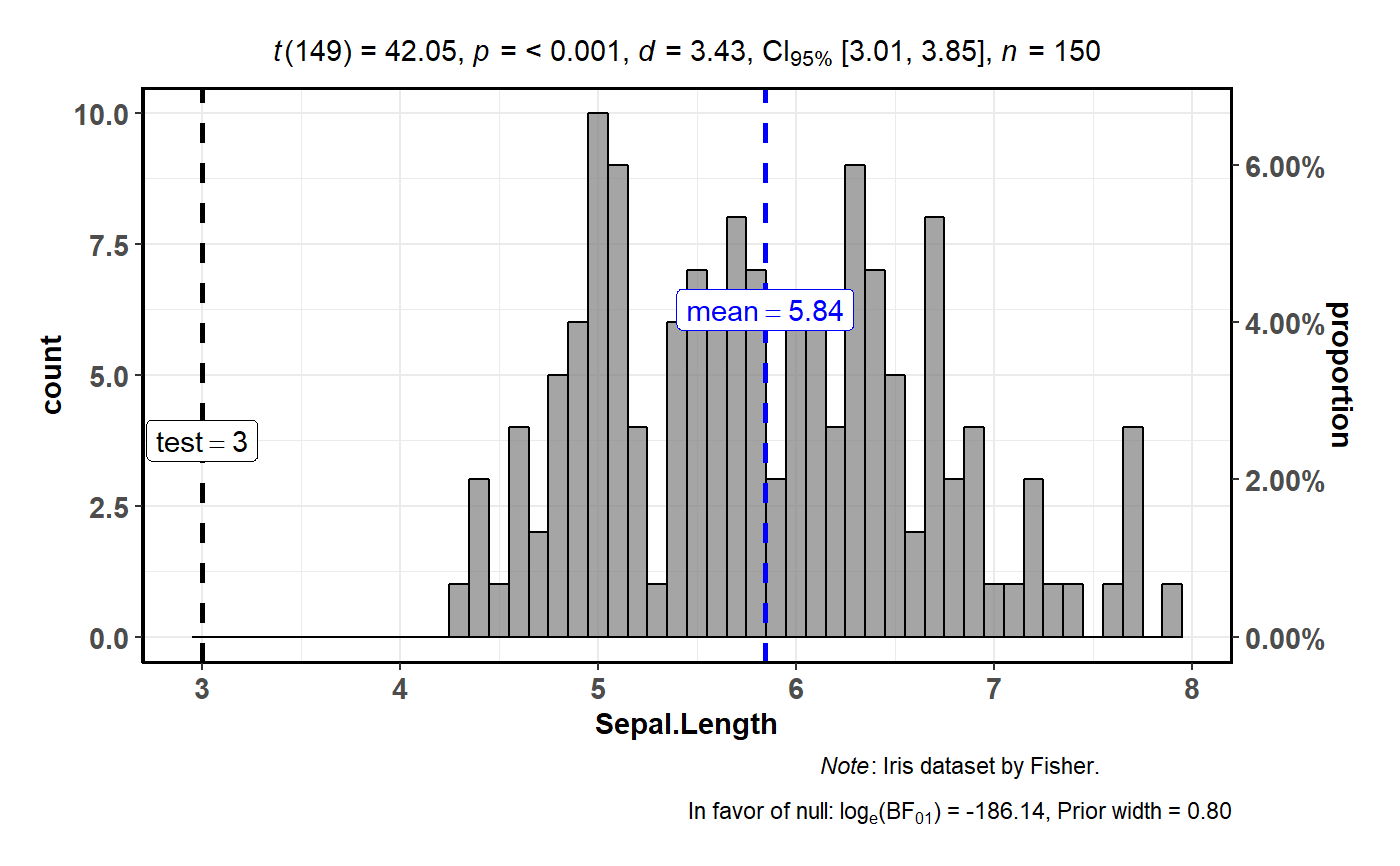 t(149) = 42.05, p = < 0.001, d = 3.43, CI95% [3.01, 3.85], n = 150
10.0
7.5
5.0
2.5
0.0
count
6.00%
4.00%
2.00%
0.00%
proportion
mean = 5.84
test = 3
3 4 5 6 7 8
Sepal.Length
Note: Iris dataset by Fisher.
In favor of null: loge(BF01) = -186.14, Prior width = 0.80